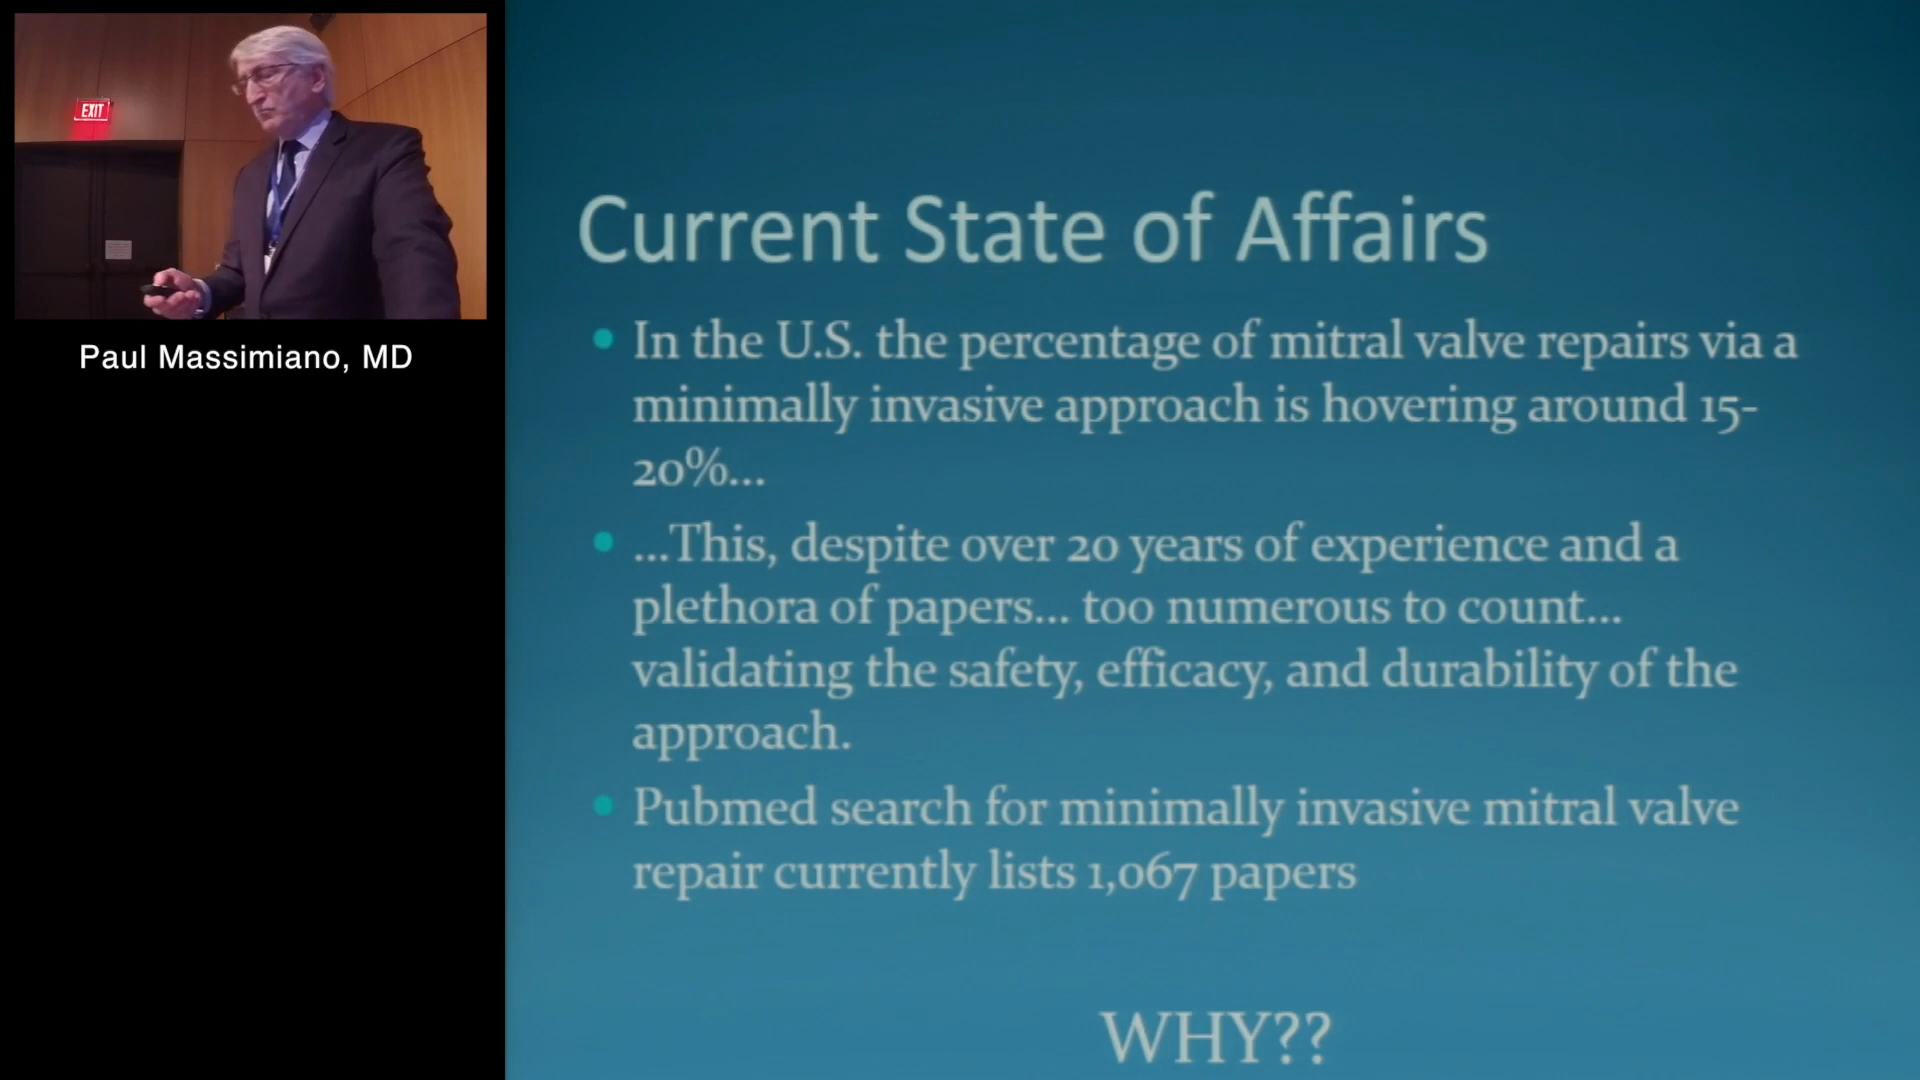 EXIT
Paul Massimiano, MD
Current State of Affairs
In the U.S. the percentage of mitral valve repairs via a
minimally invasive approach is hovering around 15-
20%...
...This, despite over 20 years of experience and a
plethora of papers... too numerous to count...
validating the safety, efficacy, and durability of the
approach.
Pubmed search for minimally invasive mitral valve
repair currently lists 1,067 papers
WHY??